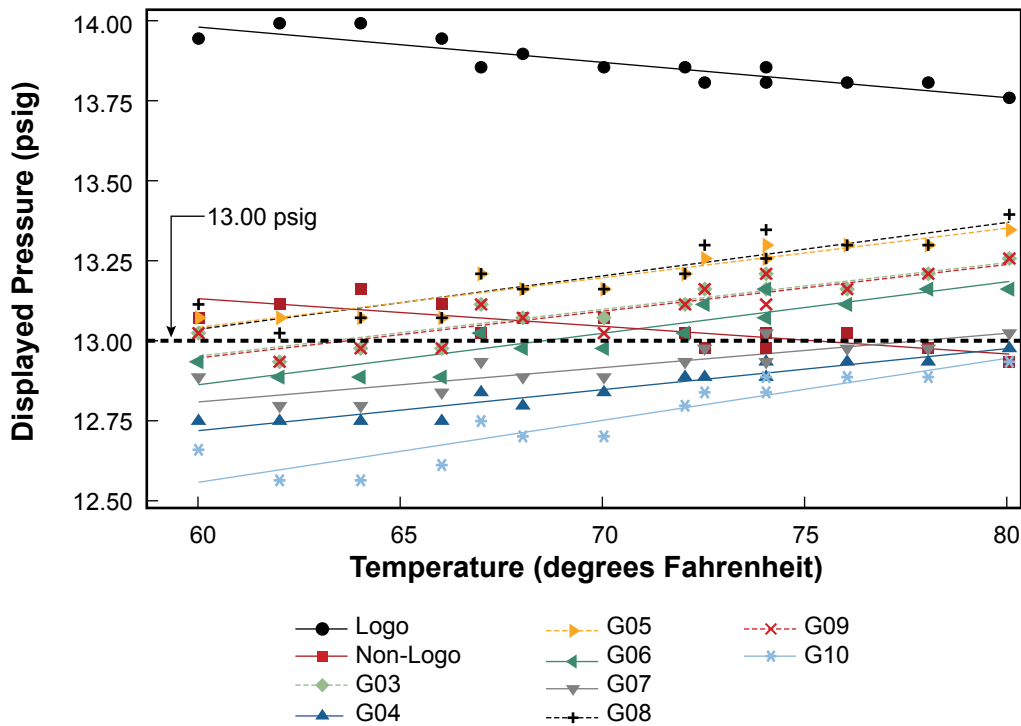 Displayed Pressure (psig)
14.00
13.75
13.50
13.25
13.00
12.75
12.50
13.00 psig
60
65
70
75
80
Temperature (degrees Fahrenheit)
Logo
Non-Logo
G03
G04
G05
G06
G07
G08
G09
G10